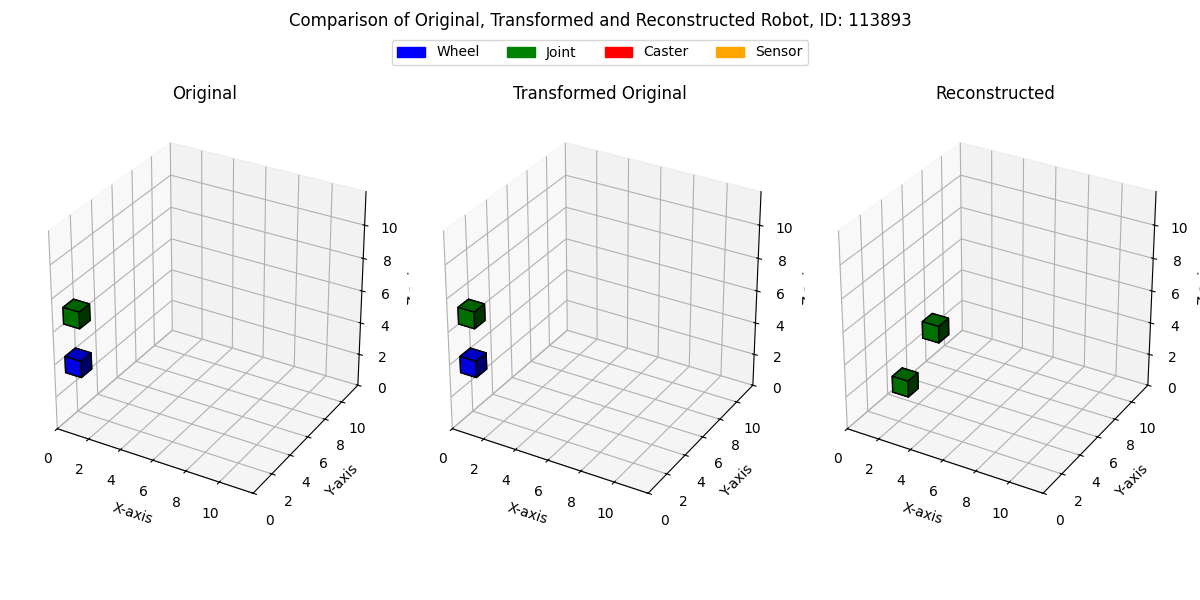 Comparison of Original, Transformed and Reconstructed Robot, ID: 113893
Wheel Joint Caster Sensor
Original
Transformed Original
Reconstructed
0 2 4 6 8 10
X-axis
0 2 4 6 8 10
Y-axis
0 2 4 6 8 10
0 2 4 6 8 10
X-axis
0 2 4 6 8 10
Y-axis
0 2 4 6 8 10
0 2 4 6 8 10
X-axis
0 2 4 6 8 10
Y-axis
0 2 4 6 8 10